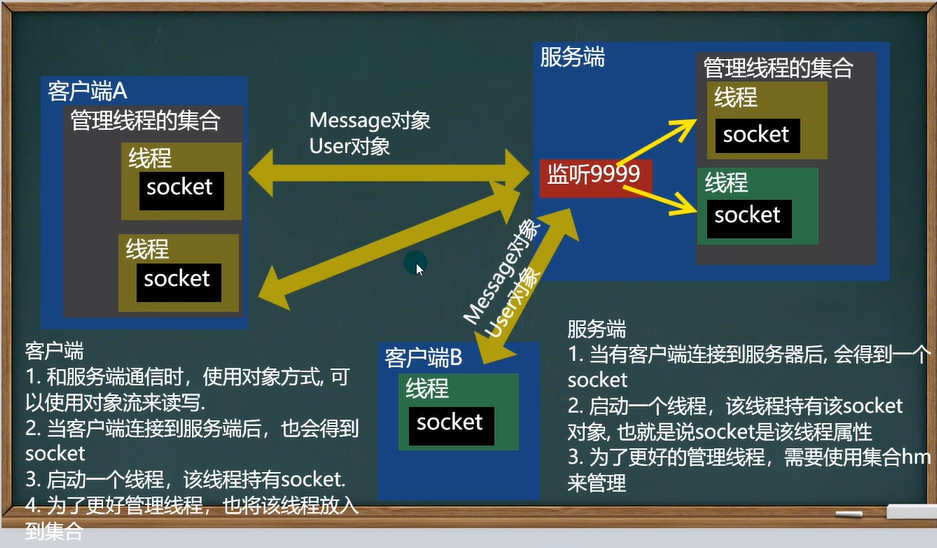 客户端A
管理线程的集合
线程
socket
线程
socket
Message对象
User对象
服务端
监听9999
管理线程的集合
线程
socket
线程
socket
Message对象
User对象
客户端B
线程
socket
客户端
1. 和服务端通信时，使用对象方式, 可
以使用对象流来读写.
2. 当客户端连接到服务端后，也会得到
socket
3. 启动一个线程，该线程持有socket.
4. 为了更好管理线程，也将该线程放入
到集合
服务端
1. 当有客户端连接到服务器后, 会得到一个
socket
2. 启动一个线程，该线程持有该socket
对象, 也就是说socket是该线程属性
3. 为了更好的管理线程，需要使用集合hm
来管理